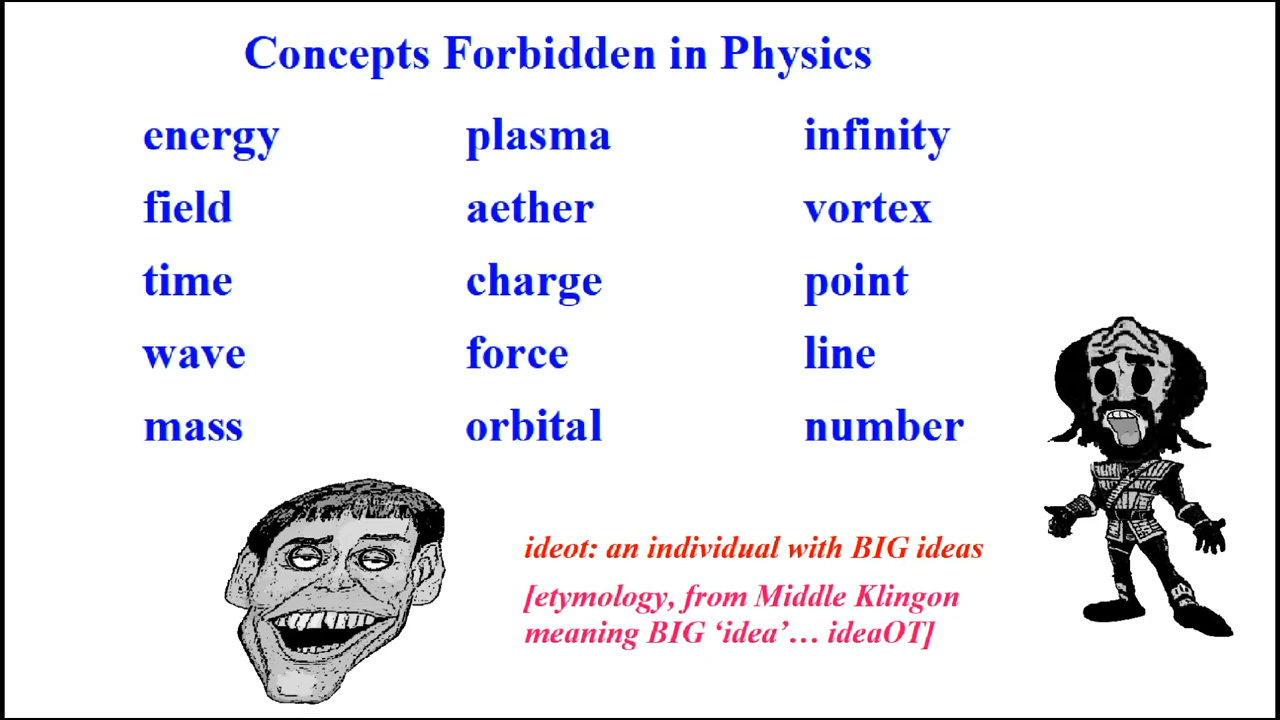 Concepts Forbidden in Physics
energy plasma infinity
field aether vortex
time charge point
wave force line
mass orbital number
ideot: an individual with BIG ideas
[etymology, from Middle Klingon
meaning BIG ‘idea’… ideaOT]